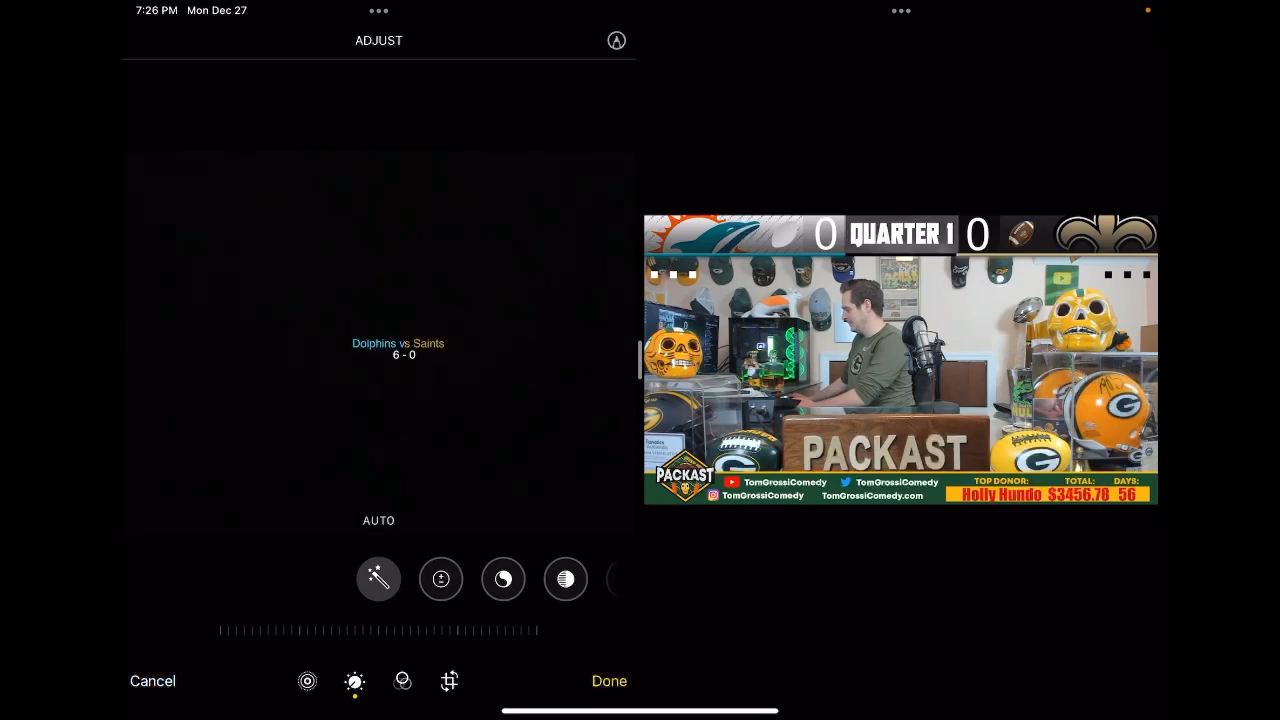 7:26 PM Mon Dec 27
ADJUST
Dolphins vs Saints
6 - 0
AUTO
Cancel
Done
0 QUARTER 1 0
PACKAST
PACKAST
TomGrossiComedy
TomGrossiComedy
TomGrossiComedy
TomGrossiComedy.com
TOP DONOR: TOTAL: DAYS:
Holly Hundo $3456.78 56